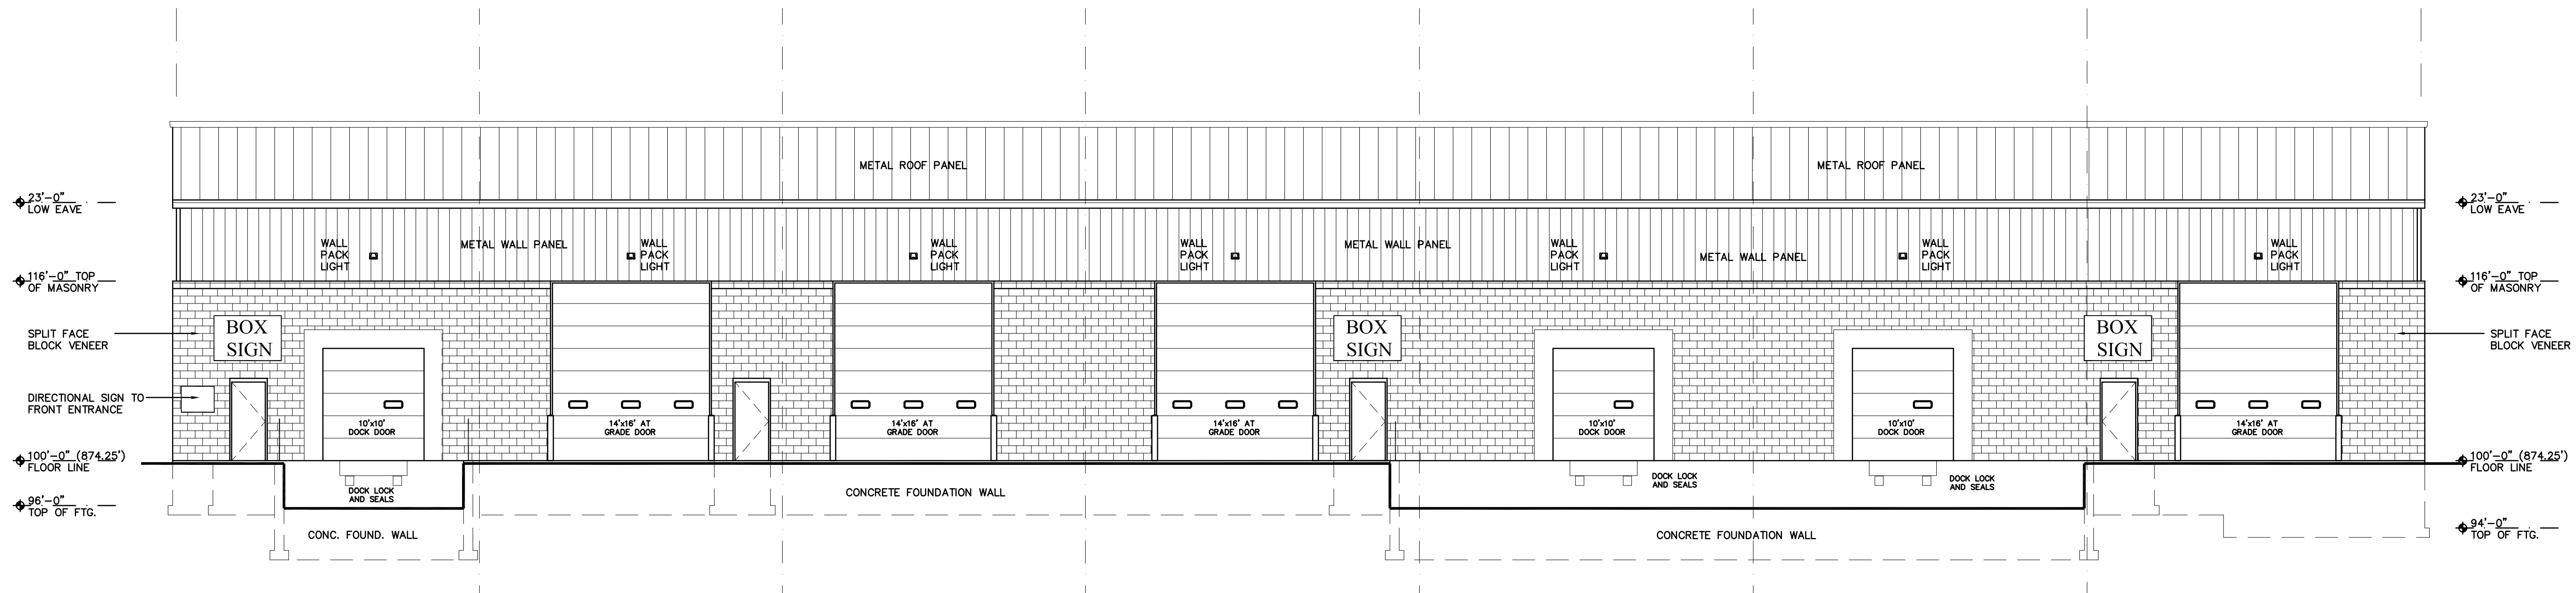 METAL ROOF PANEL
METAL ROOF PANEL
23'-0"
LOW EAVE
23'-0"
LOW EAVE
WALL
PACK
LIGHT
METAL WALL PANEL
WALL
PACK
LIGHT
WALL
PACK
LIGHT
WALL
PACK
LIGHT
METAL WALL PANEL
WALL
PACK
LIGHT
METAL WALL PANEL
WALL
PACK
LIGHT
WALL
PACK
LIGHT
116'-0" TOP
OF MASONRY
116'-0" TOP
OF MASONRY
SPLIT FACE
BLOCK VENEER
BOX
SIGN
BOX
SIGN
BOX
SIGN
SPLIT FACE
BLOCK VENEER
DIRECTIONAL SIGN TO
FRONT ENTRANCE
10'x10'
DOCK DOOR
14'x16' AT
GRADE DOOR
14'x16' AT
GRADE DOOR
14'x16' AT
GRADE DOOR
10'x10'
DOCK DOOR
10'x10'
DOCK DOOR
14'x16' AT
GRADE DOOR
100'-0" (874.25')
FLOOR LINE
100'-0" (874.25')
FLOOR LINE
DOCK LOCK
AND SEALS
DOCK LOCK
AND SEALS
DOCK LOCK
AND SEALS
96'-0"
TOP OF FTG.
CONCRETE FOUNDATION WALL
CONC. FOUND. WALL
CONCRETE FOUNDATION WALL
94'-0"
TOP OF FTG.